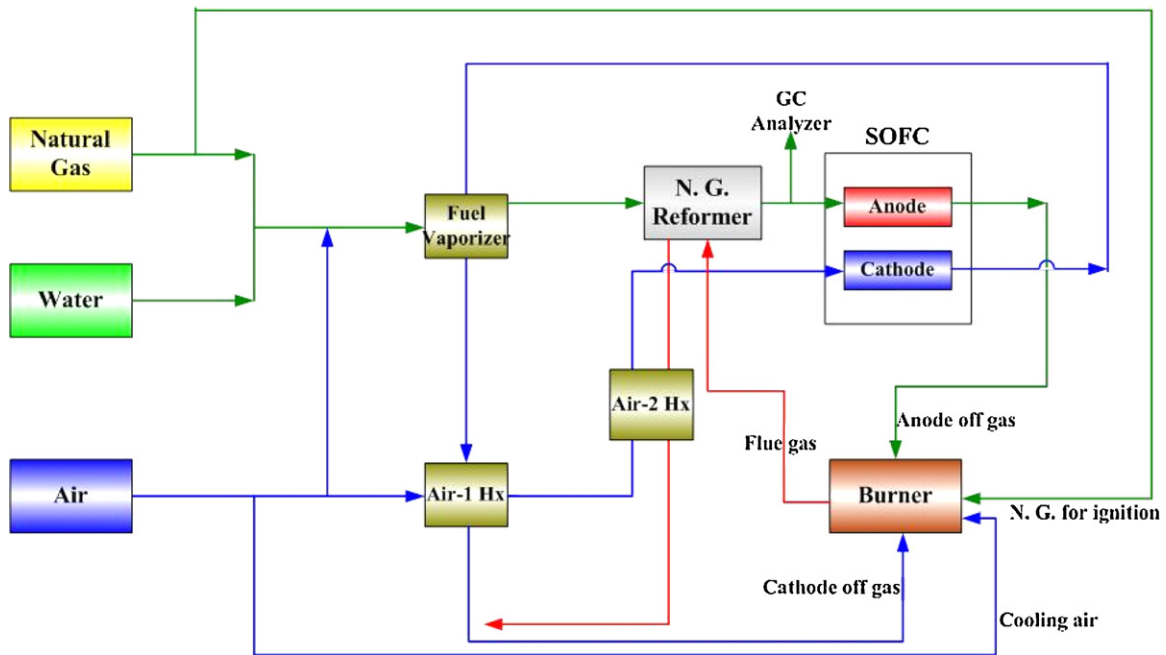 GC
Analyzer
SOFC
Natural
Gas
N. G.
Reformer
Anode
Fuel
Vaporizer
Cathode
Water
Air-2 Hx
Anode off gas
Flue gas
Air
Air-1 Hx
Burner
N. G. for ignition
Cathode off gas
Cooling air